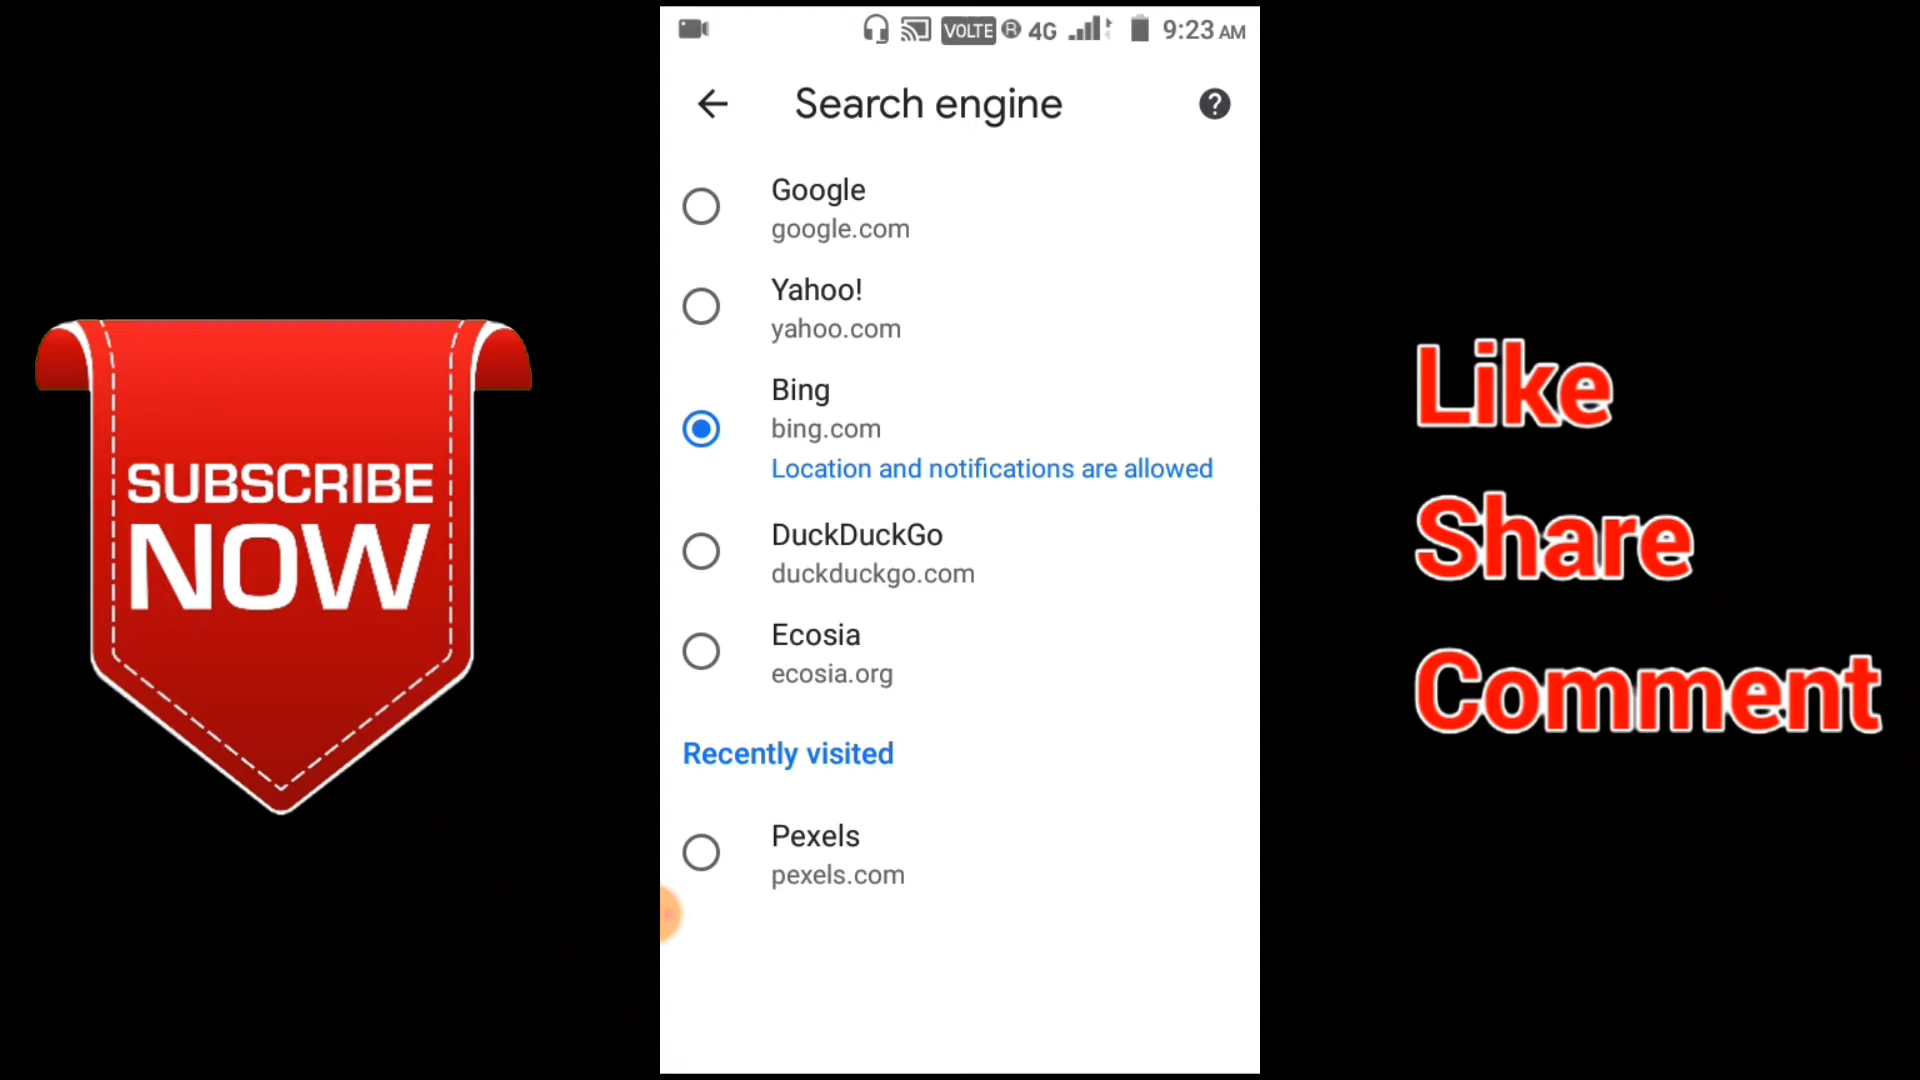 VOLTE R 4G 9:23 AM
Search engine
Google
google.com
Yahoo!
yahoo.com
Bing
bing.com
Location and notifications are allowed
DuckDuckGo
duckduckgo.com
Ecosia
ecosia.org
Recently visited
Pexels
pexels.com
SUBSCRIBE
NOW
Like
Share
Comment